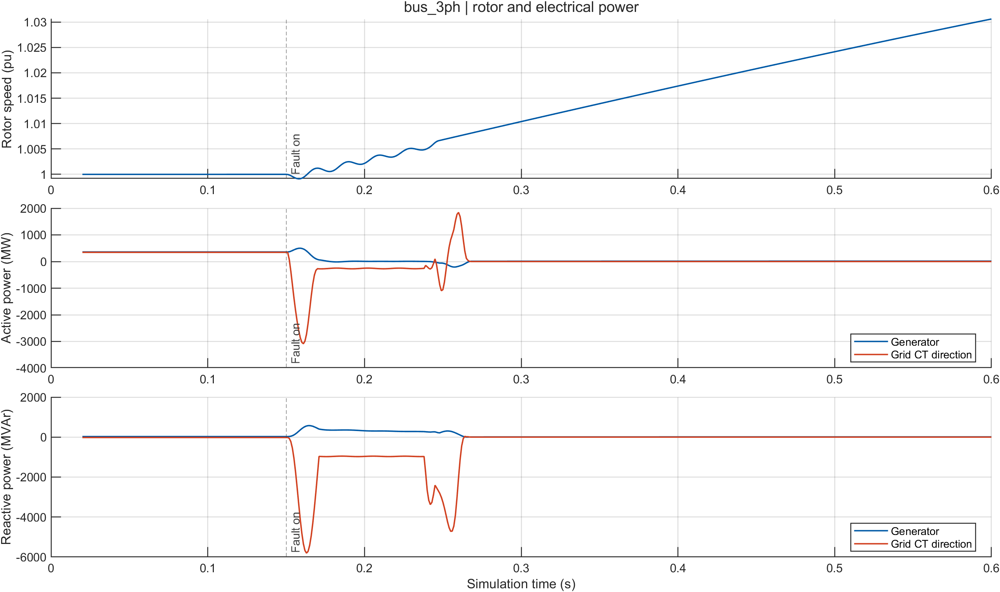 bus_3ph | rotor and electrical power
Rotor speed (pu)
1.03
1.025
1.02
1.015
1.01
1.005
1
Fault on
0 0.1 0.2 0.3 0.4 0.5 0.6
Active power (MW)
2000
1000
0
-1000
-2000
-3000
-4000
Fault on
Generator
Grid CT direction
0 0.1 0.2 0.3 0.4 0.5 0.6
Reactive power (MVAr)
2000
0
-2000
-4000
-6000
Fault on
Generator
Grid CT direction
0 0.1 0.2 0.3 0.4 0.5 0.6
Simulation time (s)